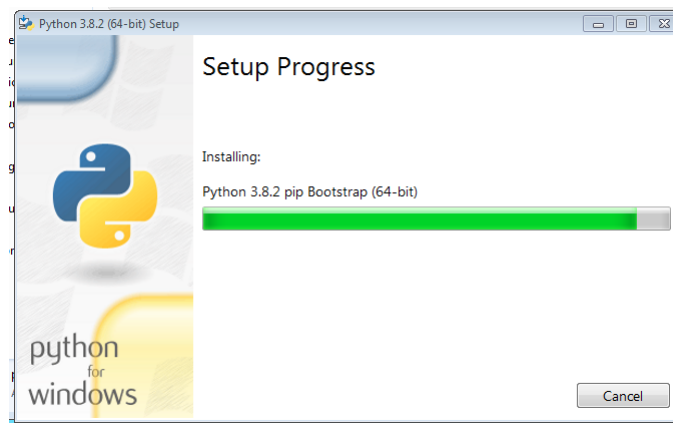 Python 3.8.2 (64-bit) Setup
Setup Progress
Installing:
Python 3.8.2 pip Bootstrap (64-bit)
python
for
windows
Cancel